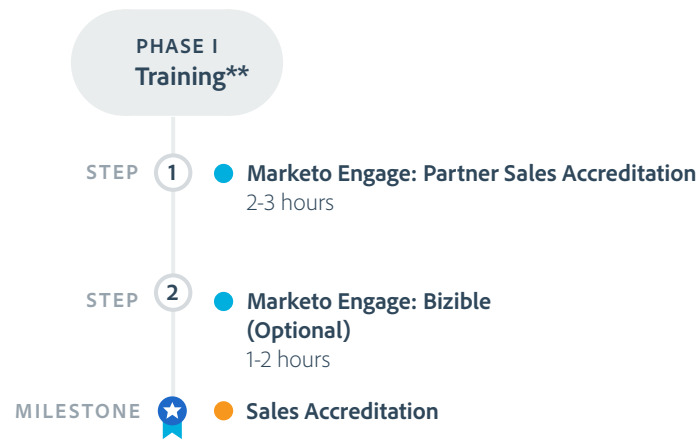 PHASE I
Training**
STEP 1 Marketo Engage: Partner Sales Accreditation
2-3 hours
STEP 2 Marketo Engage: Bizible
(Optional)
1-2 hours
MILESTONE Sales Accreditation